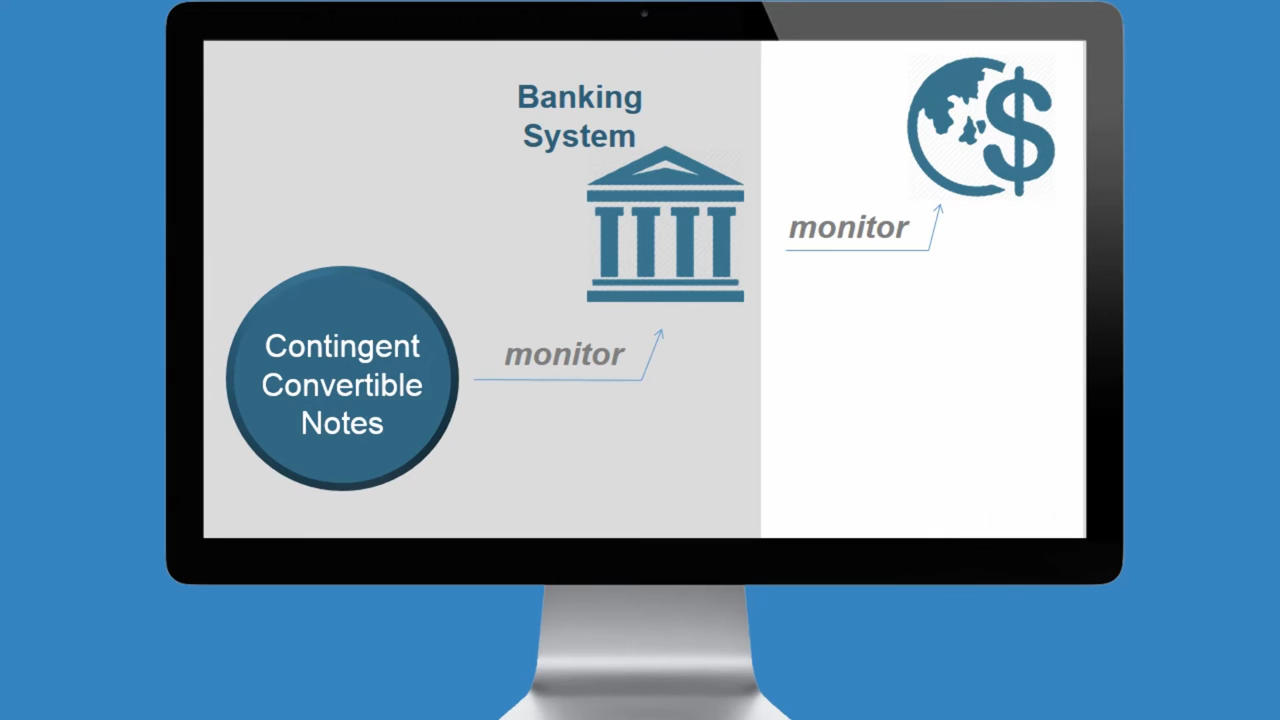 Banking
System
monitor
monitor
Contingent
Convertible
Notes